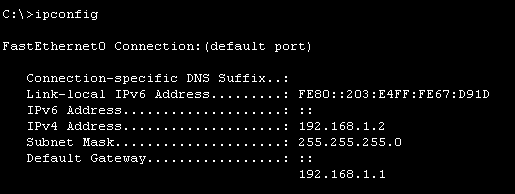 C:\>ipconfig
FastEthernet0 Connection:(default port)
Connection-specific DNS Suffix..:
Link-local IPv6 Address.........: FE80::203:E4FF:FE67:D91D
IPv6 Address....................: ::
IPv4 Address....................: 192.168.1.2
Subnet Mask.....................: 255.255.255.0
Default Gateway.................: ::
192.168.1.1